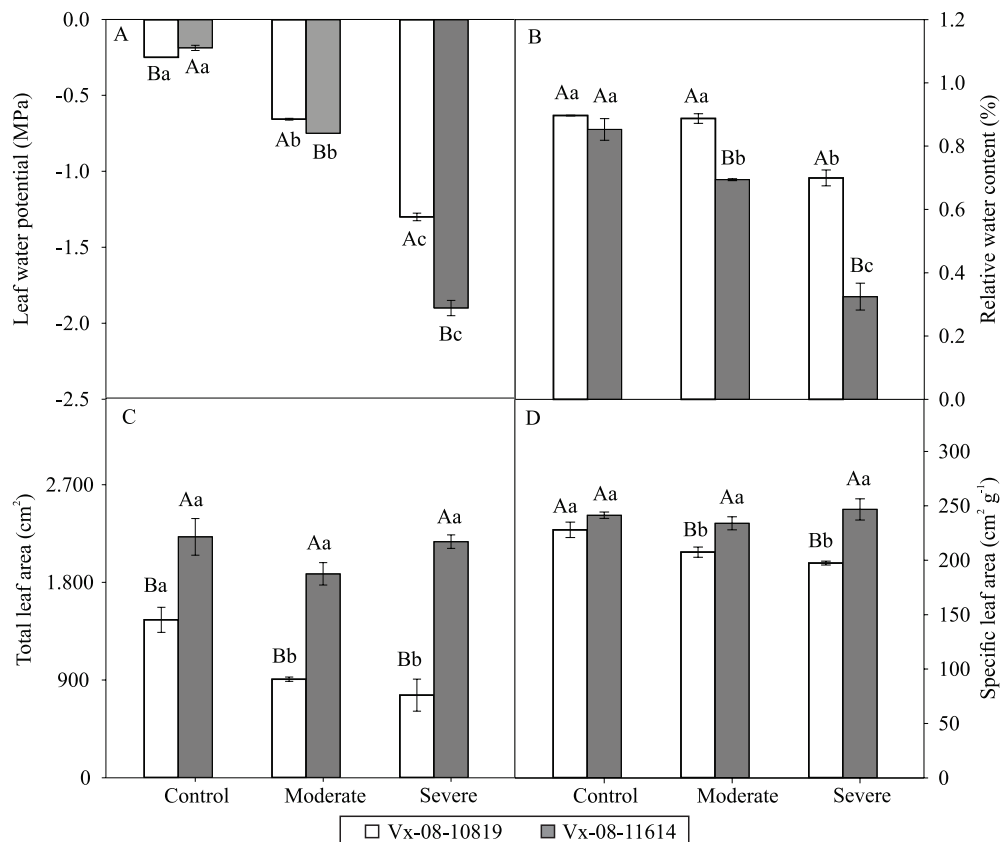 A
Leaf water potential (MPa)
0.0
-0.5
-1.0
-1.5
-2.0
-2.5
Ba
Aa
Ab
Bb
Ac
Bc
B
Relative water content (%)
1.2
1.0
0.8
0.6
0.4
0.2
0.0
Aa
Aa
Aa
Bb
Ab
Bc
C
Total leaf area (cm²)
2.700
1.800
900
0
Ba
Aa
Bb
Aa
Bb
Aa
Control
Moderate
Severe
D
Specific leaf area (cm² g⁻¹)
300
250
200
150
100
50
0
Aa
Aa
Bb
Aa
Bb
Aa
Control
Moderate
Severe
Vx-08-10819
Vx-08-11614